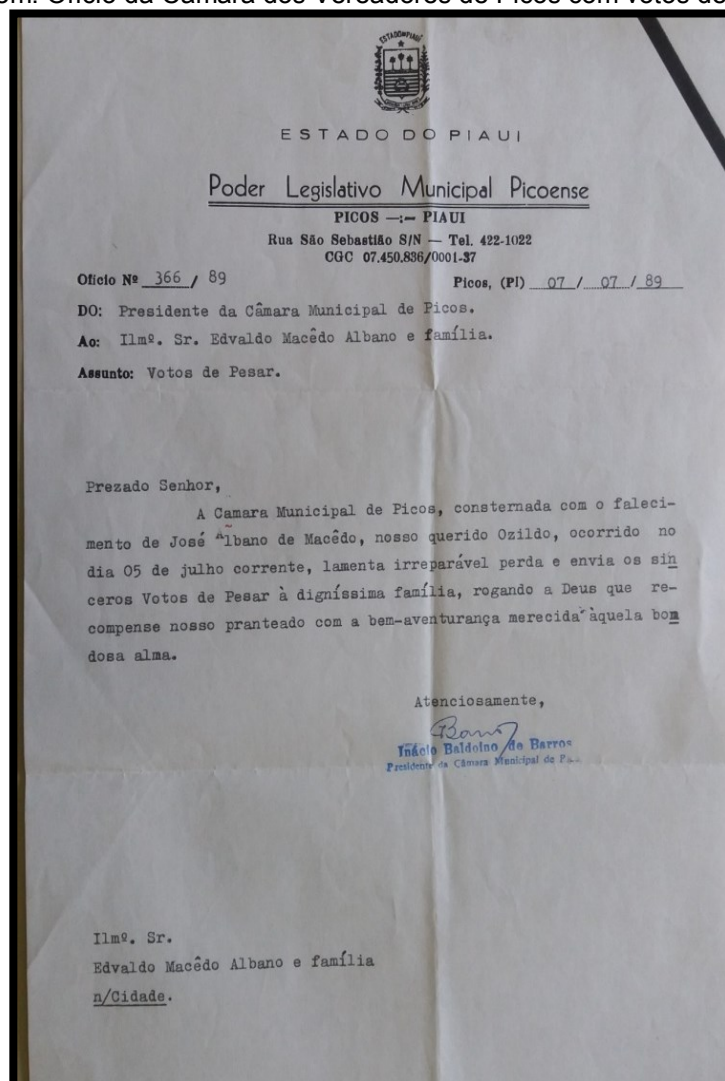 Ofício da Câmara dos Vereadores de Picos com votos de
ESTADO DO PIAUÍ
ESTADO DO PIAUI
Poder Legislativo Municipal Picoense
PICOS —:— PIAUI
Rua São Sebastião S/N — Tel. 422-1022
CGC 07.450.836/0001-37
Ofício Nº 366 / 89 Picos, (PI) 07 / 07 / 89
DO: Presidente da Câmara Municipal de Picos.
Ao: Ilmº. Sr. Edvaldo Macêdo Albano e família.
Assunto: Votos de Pesar.
Prezado Senhor,
A Camara Municipal de Picos, consternada com o faleci-
mento de José Albano de Macêdo, nosso querido Ozildo, ocorrido no
dia 05 de julho corrente, lamenta irreparável perda e envia os sin
ceros Votos de Pesar à digníssima família, rogando a Deus que re-
compense nosso pranteado com a bem-aventurança merecida àquela bon
dosa alma.
Atenciosamente,
Inácio Baldoino de Barros
Presidente da Câmara Municipal de
Ilmº. Sr.
Edvaldo Macêdo Albano e família
n/Cidade.